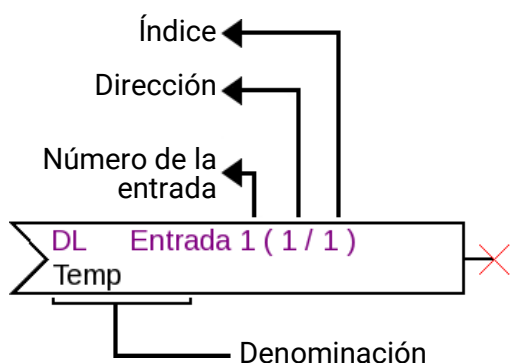 Índice
Dirección
Número de la
entrada
DL Entrada 1 ( 1 / 1 )
Temp
Denominación